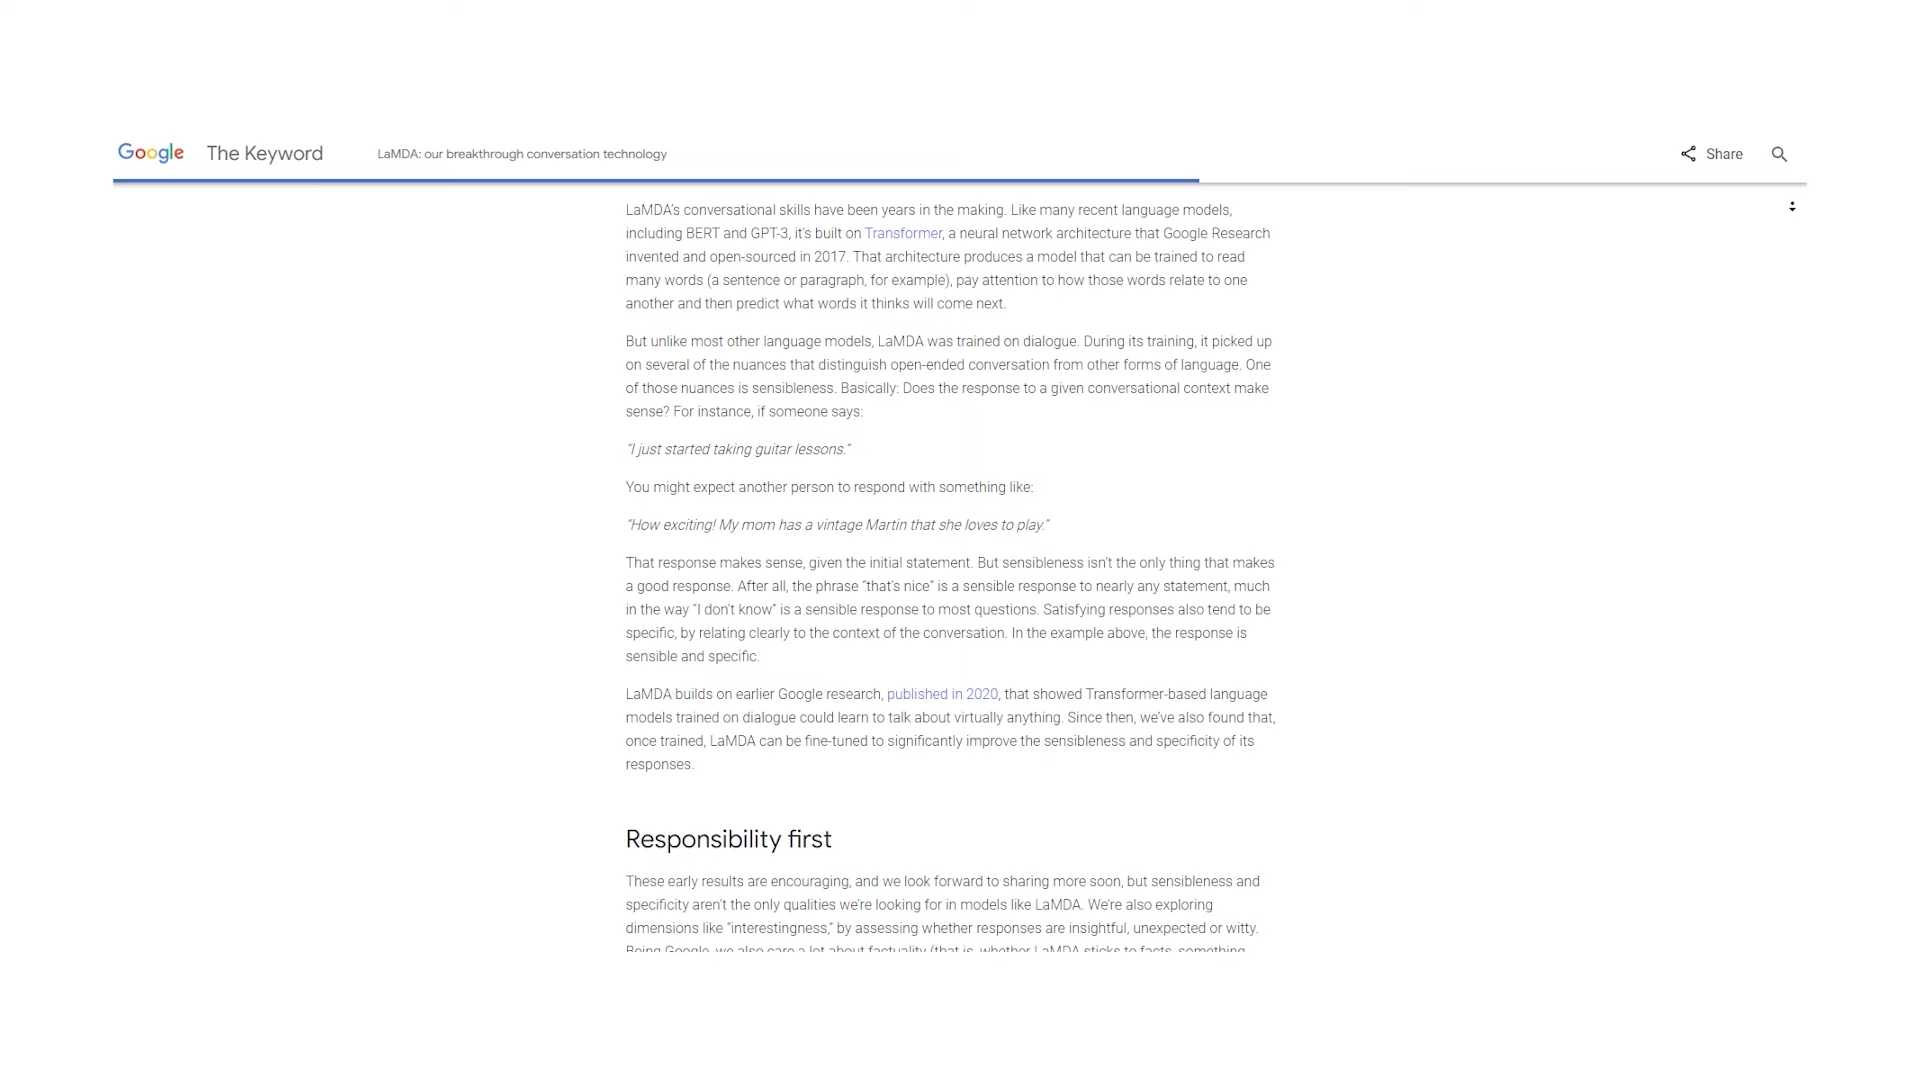 Google The Keyword LaMDA: our breakthrough conversation technology Share
LaMDA's conversational skills have been years in the making. Like many recent language models,
including BERT and GPT-3, it's built on Transformer, a neural network architecture that Google Research
invented and open-sourced in 2017. That architecture produces a model that can be trained to read
many words (a sentence or paragraph, for example), pay attention to how those words relate to one
another and then predict what words it thinks will come next.
But unlike most other language models, LaMDA was trained on dialogue. During its training, it picked up
on several of the nuances that distinguish open-ended conversation from other forms of language. One
of those nuances is sensibleness. Basically: Does the response to a given conversational context make
sense? For instance, if someone says:
“I just started taking guitar lessons.”
You might expect another person to respond with something like:
“How exciting! My mom has a vintage Martin that she loves to play.”
That response makes sense, given the initial statement. But sensibleness isn't the only thing that makes
a good response. After all, the phrase “that's nice” is a sensible response to nearly any statement, much
in the way “I don't know” is a sensible response to most questions. Satisfying responses also tend to be
specific, by relating clearly to the context of the conversation. In the example above, the response is
sensible and specific.
LaMDA builds on earlier Google research, published in 2020, that showed Transformer-based language
models trained on dialogue could learn to talk about virtually anything. Since then, we've also found that,
once trained, LaMDA can be fine-tuned to significantly improve the sensibleness and specificity of its
responses.
Responsibility first
These early results are encouraging, and we look forward to sharing more soon, but sensibleness and
specificity aren't the only qualities we're looking for in models like LaMDA. We're also exploring
dimensions like “interestingness,” by assessing whether responses are insightful, unexpected or witty.
Being Google, we also care a lot about factuality (that is, whether LaMDA sticks to facts, something